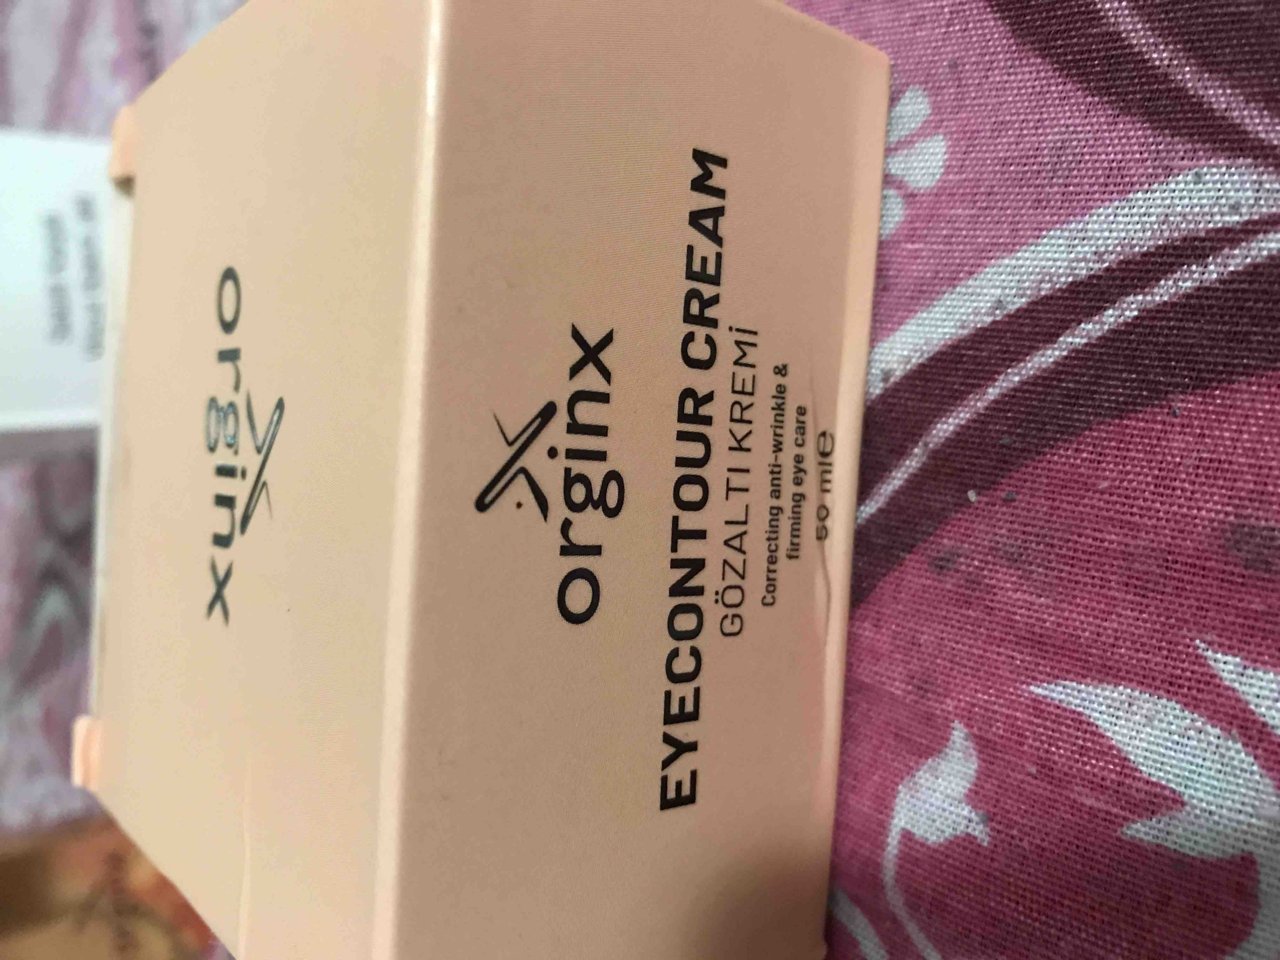 orginx
orginx
EYECONTOUR CREAM
GÖZALTI KREMİ
Correcting anti-wrinkle &
firming eye care
50 ml e